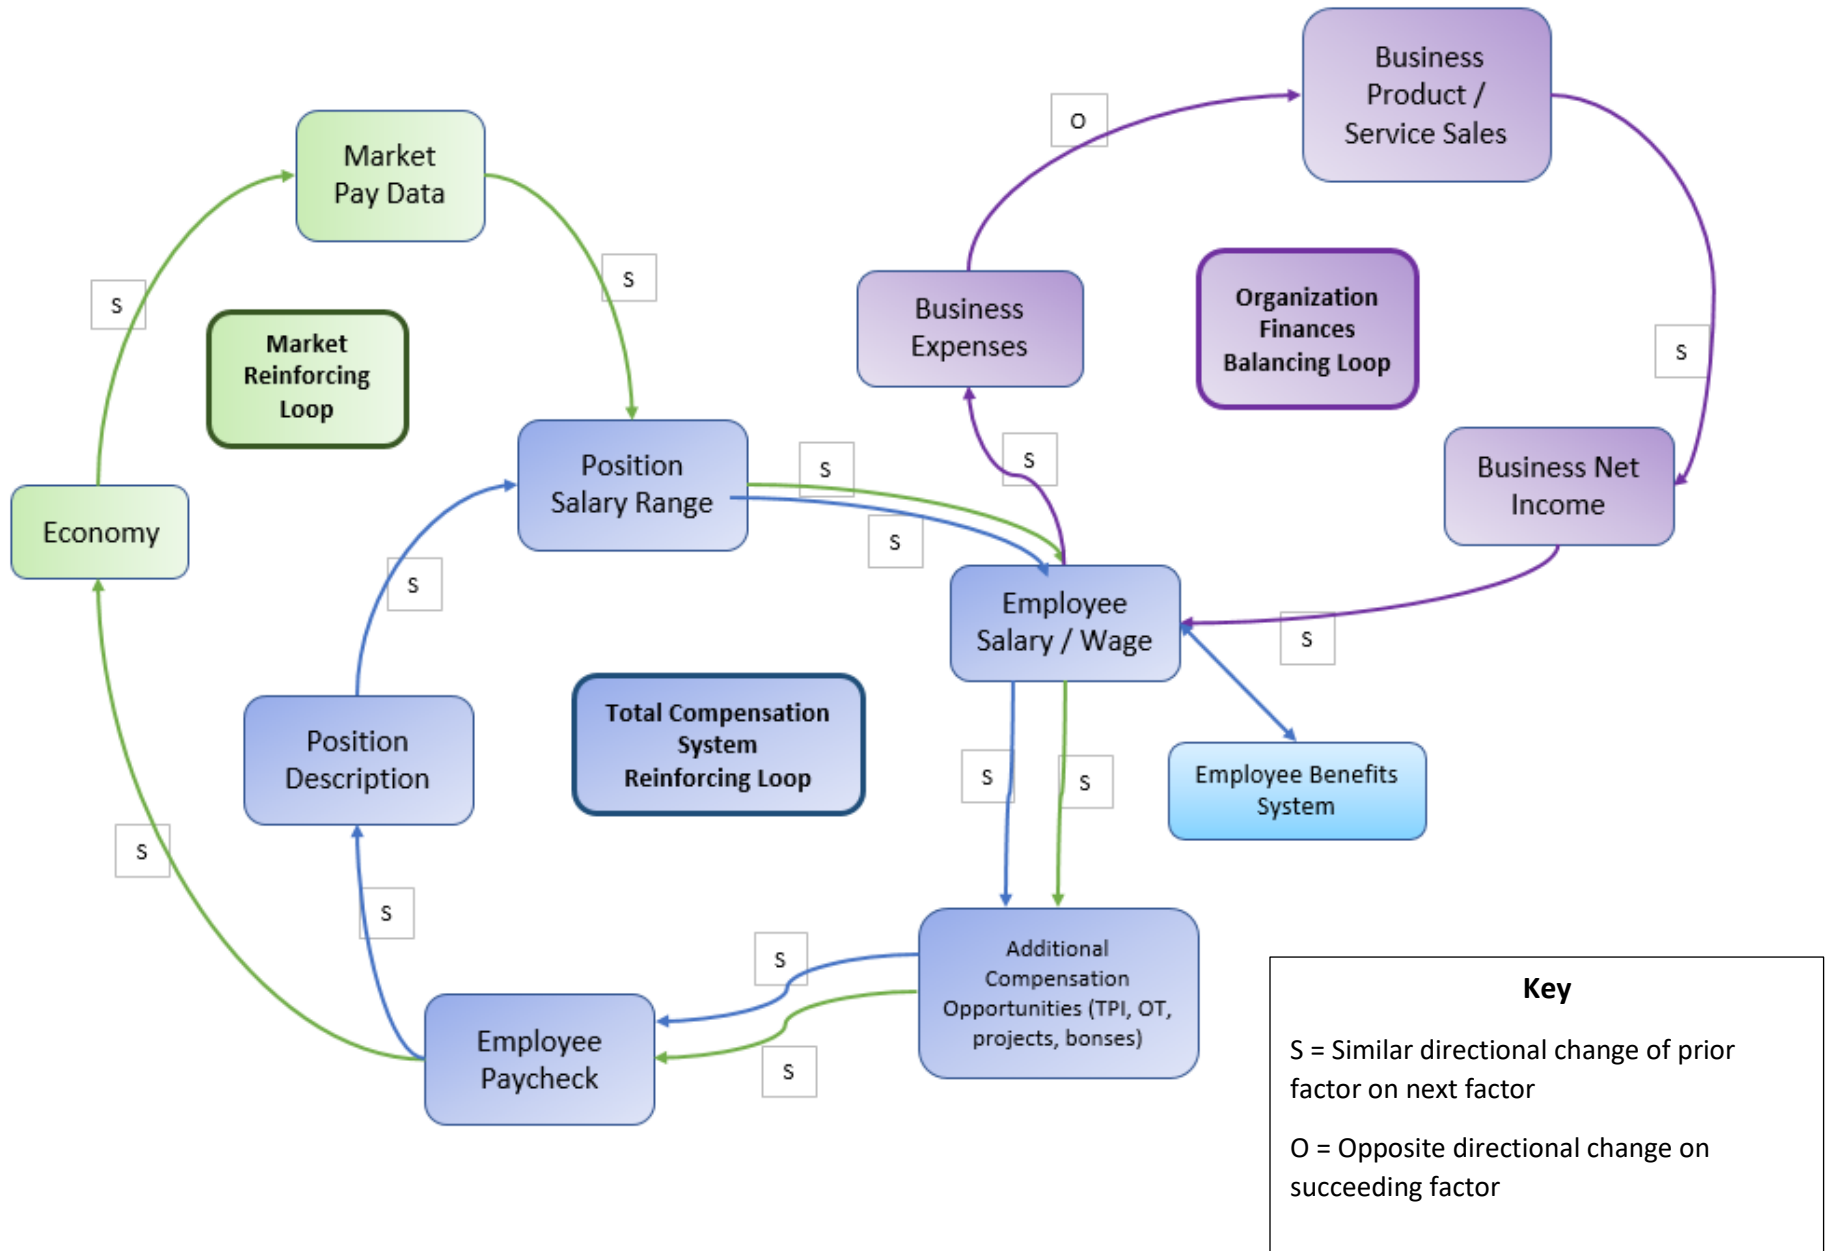 Business
Product /
Service Sales
O
Market
Pay Data
S
S
Business
Expenses
Organization
Finances
Balancing Loop
S
Market
Reinforcing
Loop
Position
Salary Range
S
S
S
Business Net
Income
Economy
S
Employee
Salary / Wage
S
S
Position
Description
Total Compensation
System
Reinforcing Loop
S
S
Employee Benefits
System
S
S
Additional
Compensation
Opportunities (TPI, OT,
projects, bonses)
S
S
Employee
Paycheck
Key
S = Similar directional change of prior
factor on next factor
O = Opposite directional change on
succeeding factor